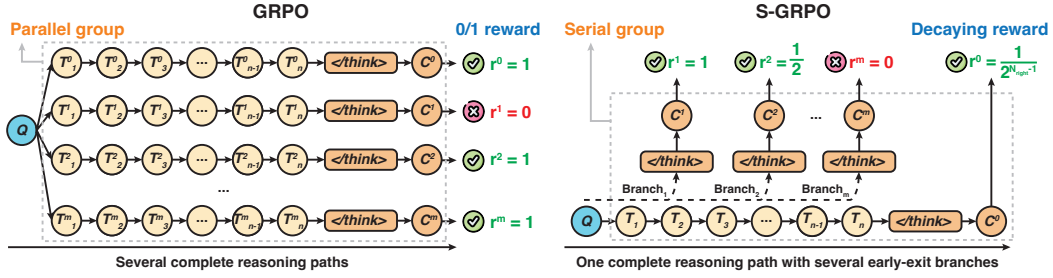 GRPO
Parallel group
0/1 reward
T⁰₁ T⁰₂ T⁰₃ ... T⁰ₙ₋₁ T⁰ₙ </think> C⁰ r⁰ = 1
T¹₁ T¹₂ T¹₃ ... T¹ₙ₋₁ T¹ₙ </think> C¹ r¹ = 0
Q
T²₁ T²₂ T²₃ ... T²ₙ₋₁ T²ₙ </think> C² r² = 1
...
Tᵐ₁ Tᵐ₂ Tᵐ₃ ... Tᵐₙ₋₁ Tᵐₙ </think> Cᵐ rᵐ = 1
Several complete reasoning paths
S-GRPO
Serial group
Decaying reward
r¹ = 1 r² = 1/2 rᵐ = 0 r⁰ = 1/2^(N_right-1)
C¹ C² ... Cᵐ
</think> </think> </think>
Branch₁ Branch₂ Branchₘ
Q T₁ T₂ T₃ ... Tₙ₋₁ Tₙ </think> C⁰
One complete reasoning path with several early-exit branches